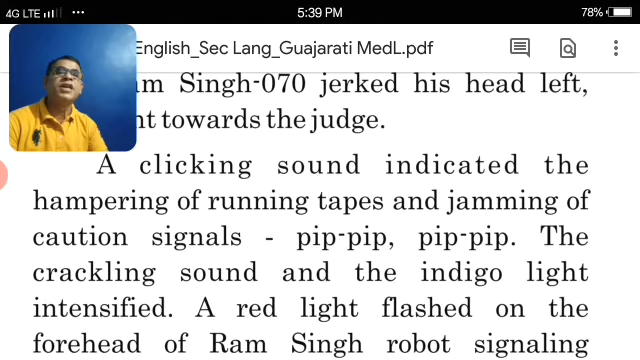 4G LTE 5:39 PM 78%
English_Sec Lang_Guajarati MedL.pdf
Singh-070 jerked his head left,
towards the judge.
A clicking sound indicated the
hampering of running tapes and jamming of
caution signals - pip-pip, pip-pip. The
crackling sound and the indigo light
intensified. A red light flashed on the
forehead of Ram Singh robot signaling